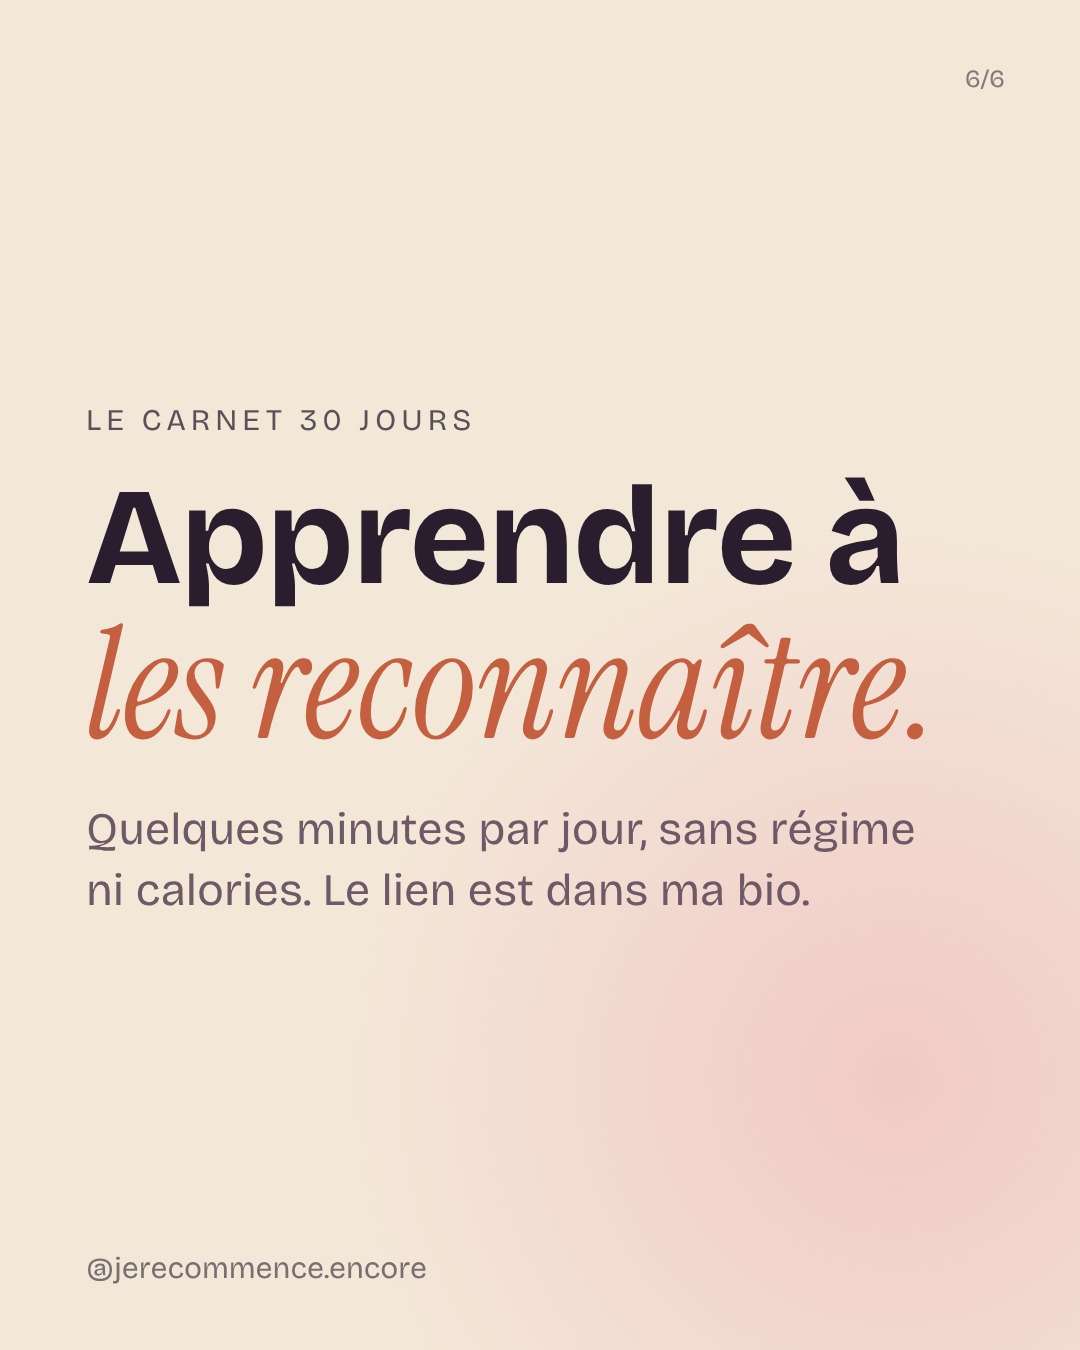 6/6
LE CARNET 30 JOURS
Apprendre à
les reconnaître.
Quelques minutes par jour, sans régime
ni calories. Le lien est dans ma bio.
@jerecommence.encore